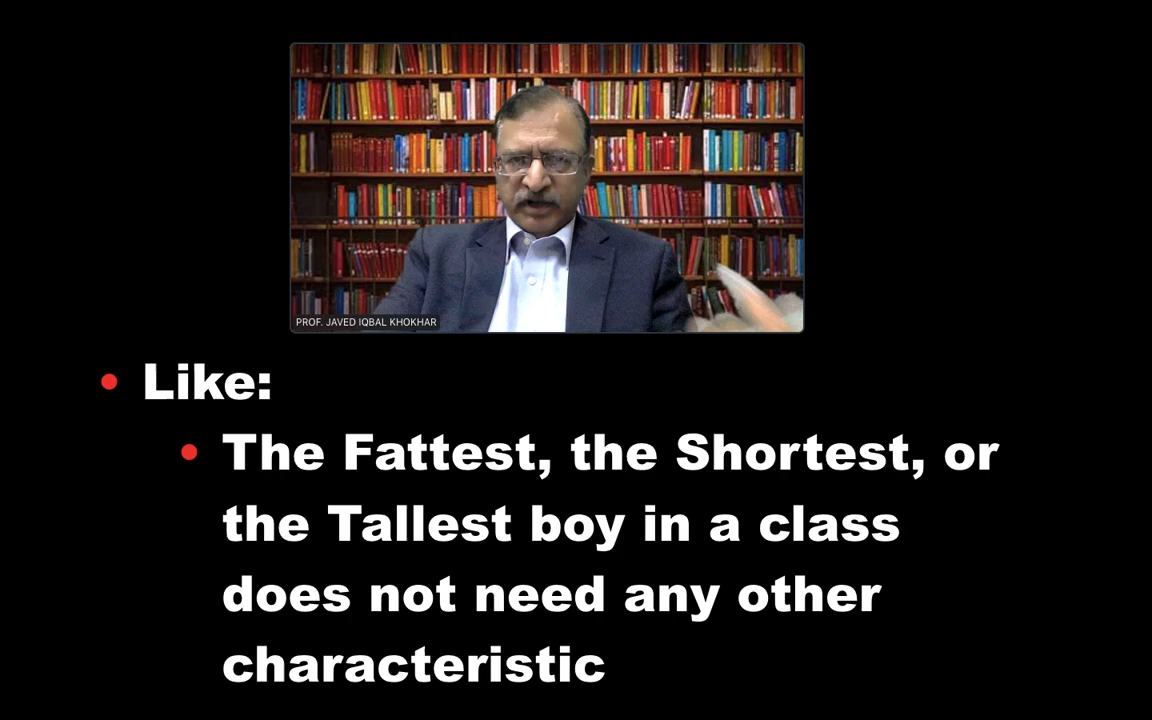 PROF. JAVED IQBAL KHOKHAR
• Like:
• The Fattest, the Shortest, or
the Tallest boy in a class
does not need any other
characteristic